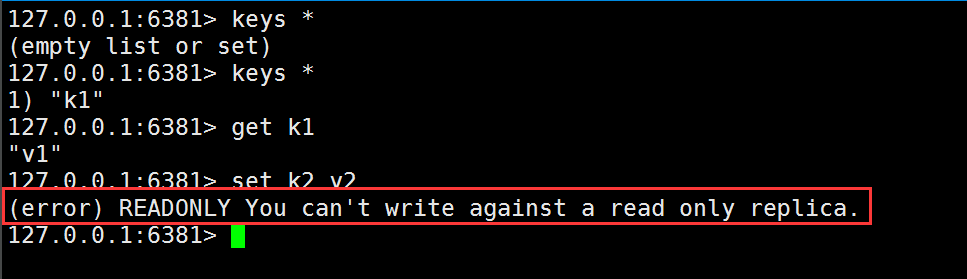 127.0.0.1:6381> keys *
(empty list or set)
127.0.0.1:6381> keys *
1) "k1"
127.0.0.1:6381> get k1
"v1"
127.0.0.1:6381> set k2 v2
(error) READONLY You can't write against a read only replica.
127.0.0.1:6381>